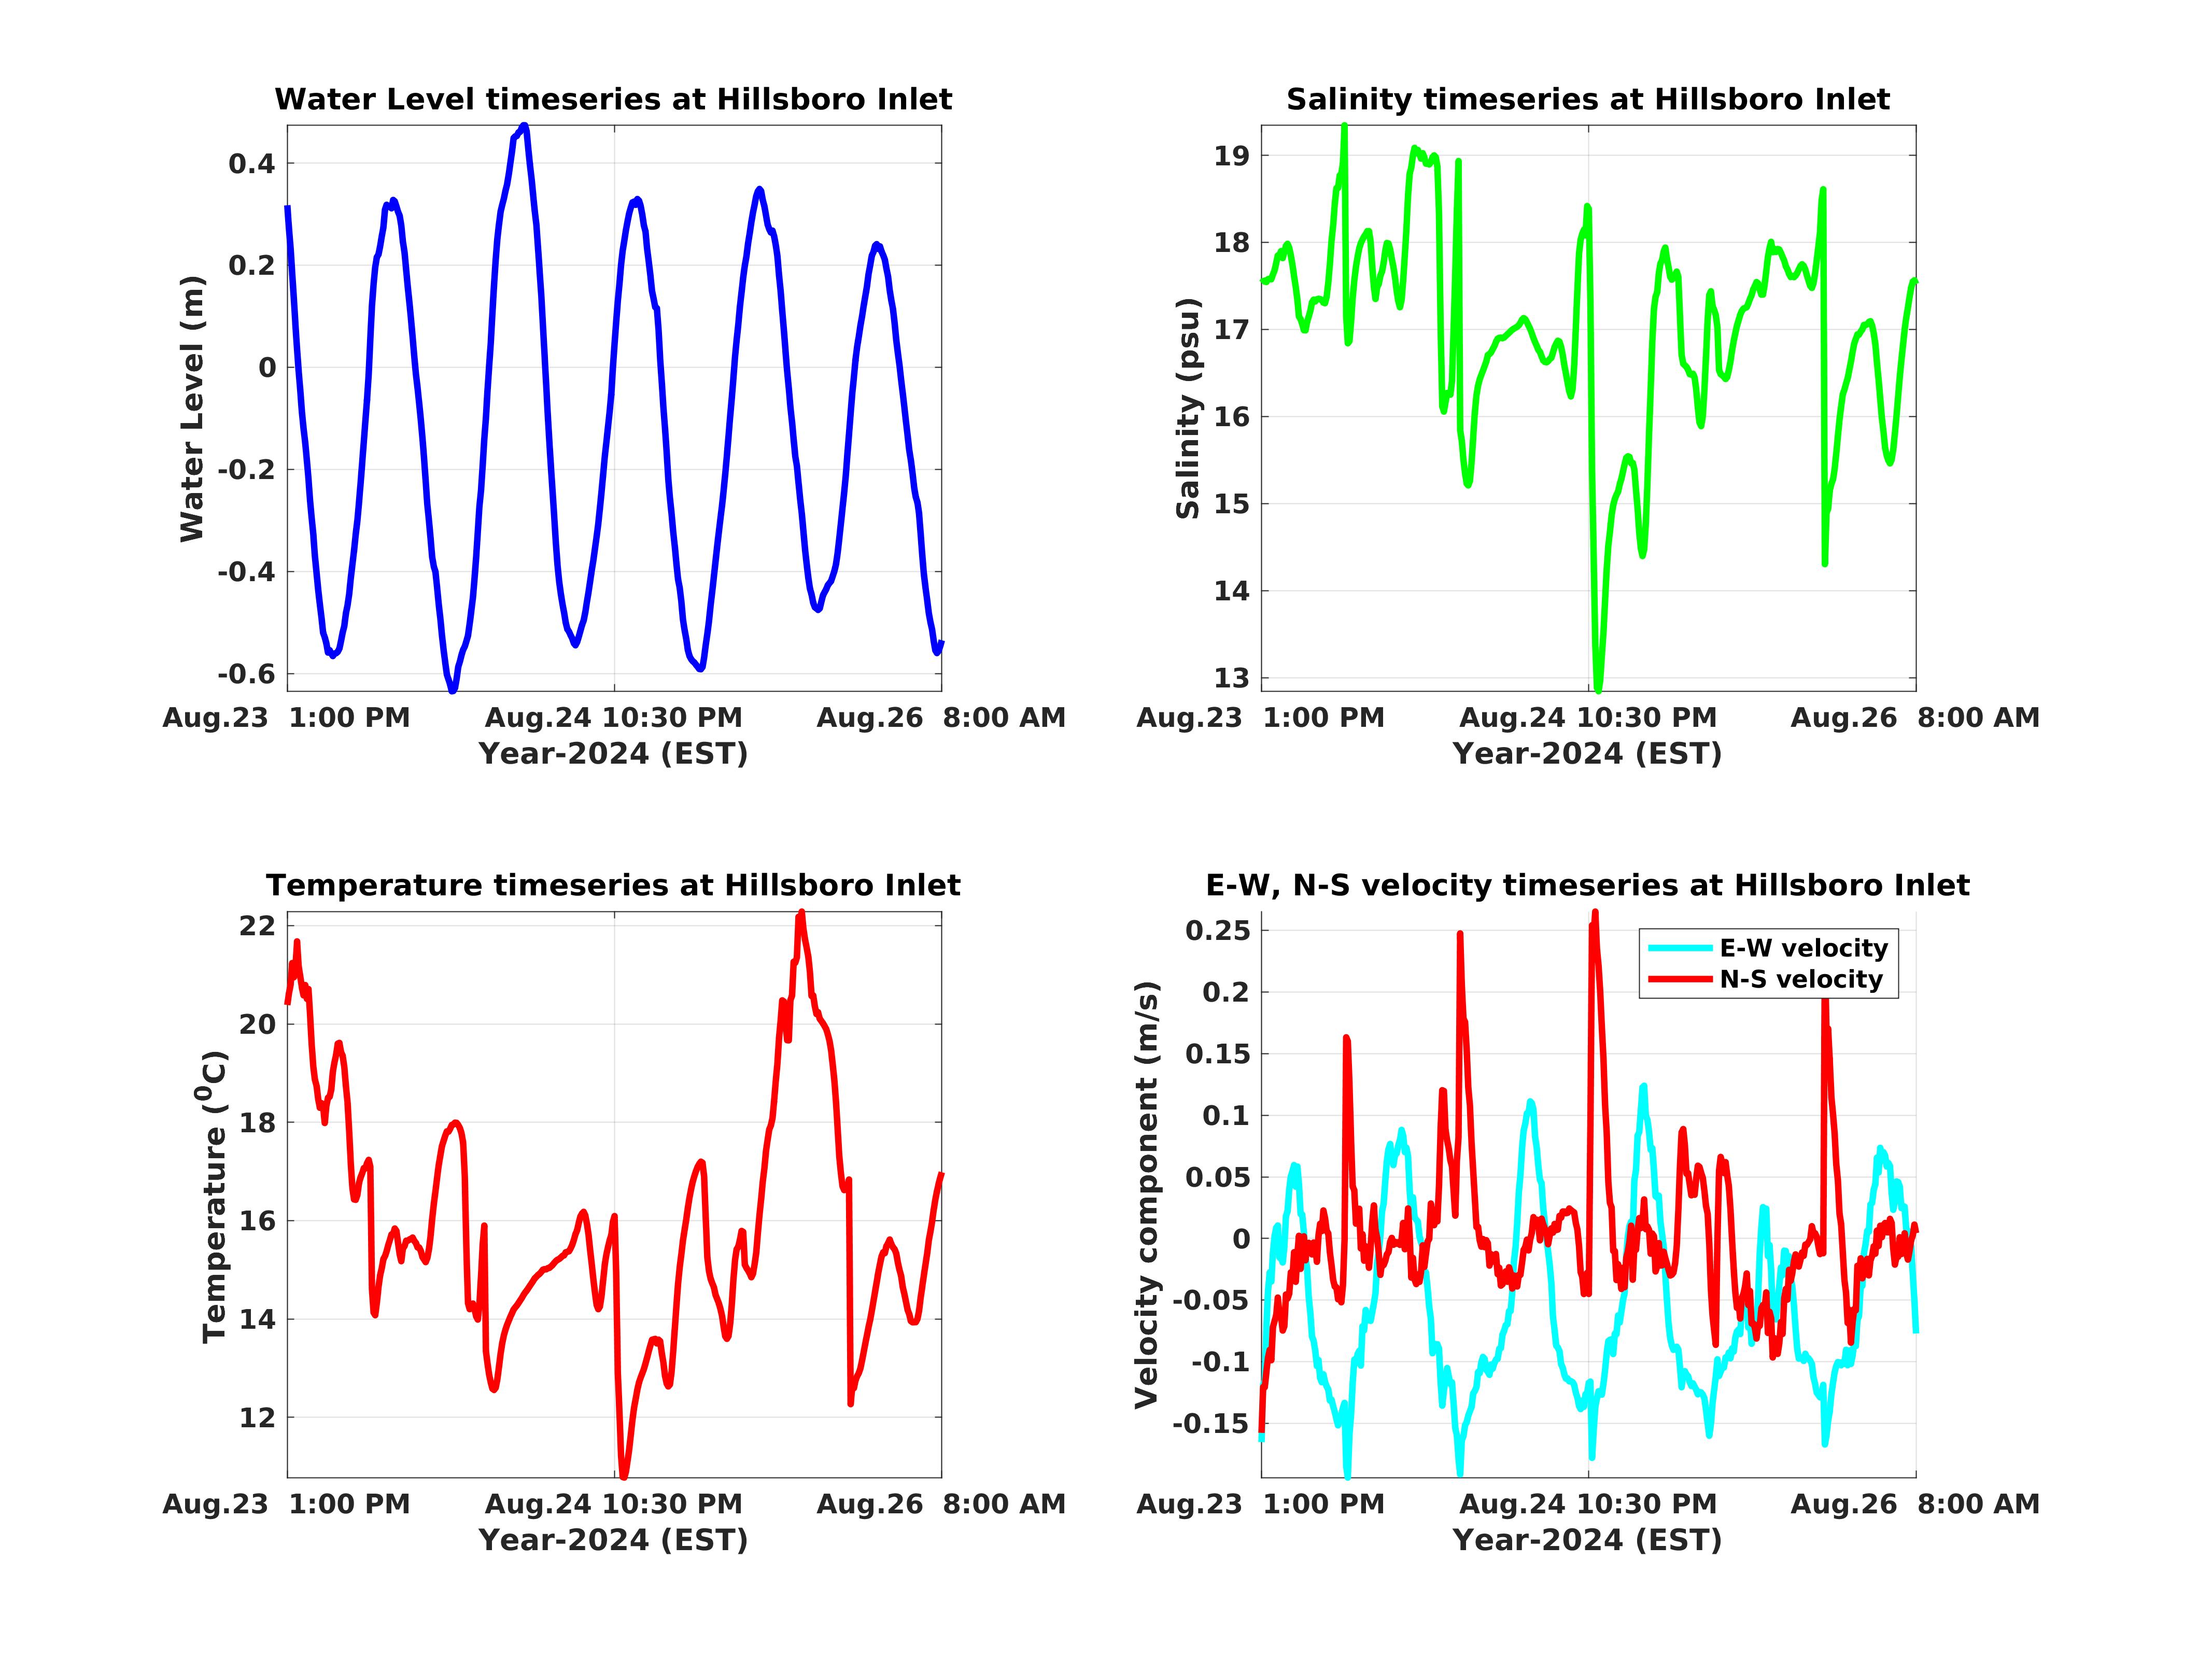 Water Level timeseries at Hillsboro Inlet
Water Level (m)
0.4
0.2
0
-0.2
-0.4
-0.6
Aug.23  1:00 PM
Aug.24 10:30 PM
Aug.26  8:00 AM
Year-2024 (EST)
Salinity timeseries at Hillsboro Inlet
Salinity (psu)
19
18
17
16
15
14
13
Aug.23  1:00 PM
Aug.24 10:30 PM
Aug.26  8:00 AM
Year-2024 (EST)
Temperature timeseries at Hillsboro Inlet
Temperature (⁰C)
22
20
18
16
14
12
Aug.23  1:00 PM
Aug.24 10:30 PM
Aug.26  8:00 AM
Year-2024 (EST)
E-W, N-S velocity timeseries at Hillsboro Inlet
Velocity component (m/s)
0.25
0.2
0.15
0.1
0.05
0
-0.05
-0.1
-0.15
E-W velocity
N-S velocity
Aug.23  1:00 PM
Aug.24 10:30 PM
Aug.26  8:00 AM
Year-2024 (EST)